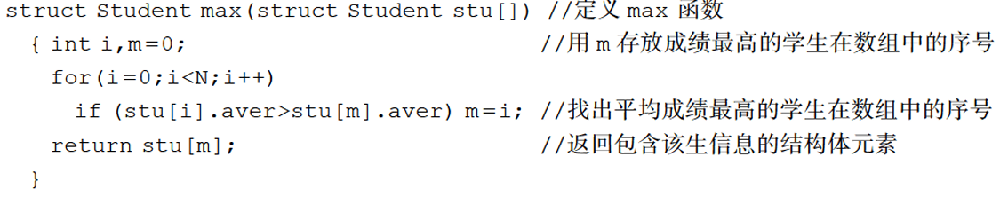 struct Student max(struct Student stu[]) //定义 max 函数
{ int i,m=0; //用 m 存放成绩最高的学生在数组中的序号
for(i=0;i<N;i++)
if (stu[i].aver>stu[m].aver) m=i; //找出平均成绩最高的学生在数组中的序号
return stu[m]; //返回包含该生信息的结构体元素
}